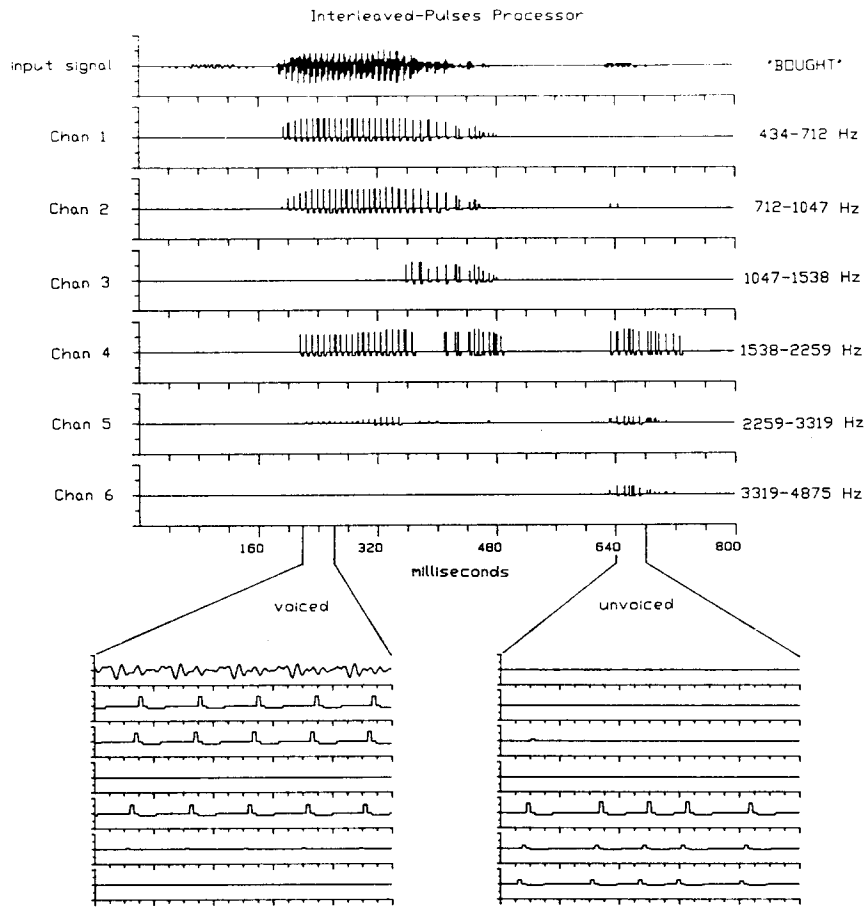 Interleaved-Pulses Processor
input signal
"BOUGHT"
Chan 1
434-712 Hz
Chan 2
712-1047 Hz
Chan 3
1047-1538 Hz
Chan 4
1538-2259 Hz
Chan 5
2259-3319 Hz
Chan 6
3319-4875 Hz
160 320 480 640 800
milliseconds
voiced
unvoiced